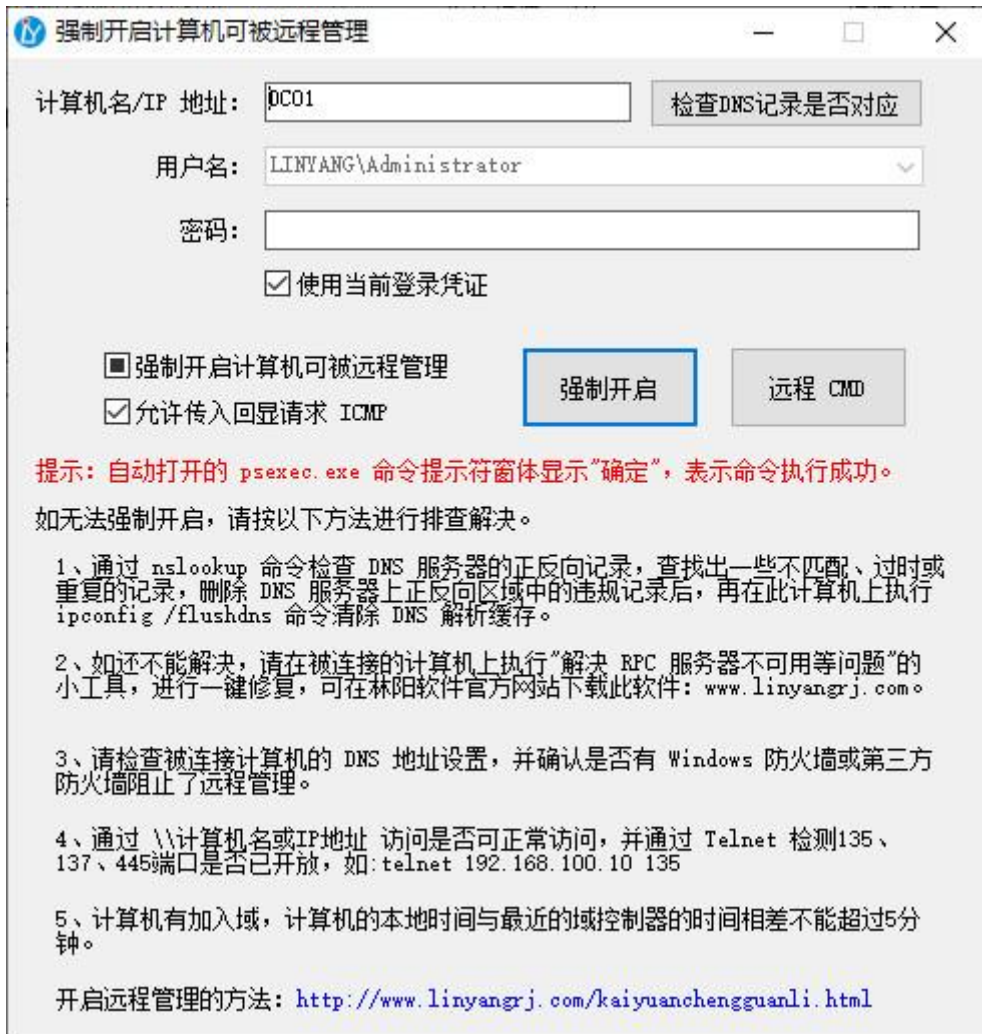 强制开启计算机可被远程管理
计算机名/IP 地址： DC01 检查DNS记录是否对应
用户名： LINYANG\Administrator
密码：
使用当前登录凭证
强制开启计算机可被远程管理
允许传入回显请求 ICMP
强制开启 远程 CMD
提示：自动打开的 psexec.exe 命令提示符窗体显示"确定"，表示命令执行成功。
如无法强制开启，请按以下方法进行排查解决。
1、通过 nslookup 命令检查 DNS 服务器的正反向记录，查找出一些不匹配、过时或
重复的记录，删除 DNS 服务器上正反向区域中的违规记录后，再在此计算机上执行
ipconfig /flushdns 命令清除 DNS 解析缓存。
2、如还不能解决，请在被连接的计算机上执行"解决 RPC 服务器不可用等问题"的
小工具，进行一键修复，可在林阳软件官方网站下载此软件：www.linyangrj.com。
3、请检查被连接计算机的 DNS 地址设置，并确认是否有 Windows 防火墙或第三方
防火墙阻止了远程管理。
4、通过 \\计算机名或IP地址 访问是否可正常访问，并通过 Telnet 检测135、
137、445端口是否已开放，如:telnet 192.168.100.10 135
5、计算机有加入域，计算机的本地时间与最近的域控制器的时间相差不能超过5分
钟。
开启远程管理的方法：http://www.linyangrj.com/kaiyuanchengguanli.html